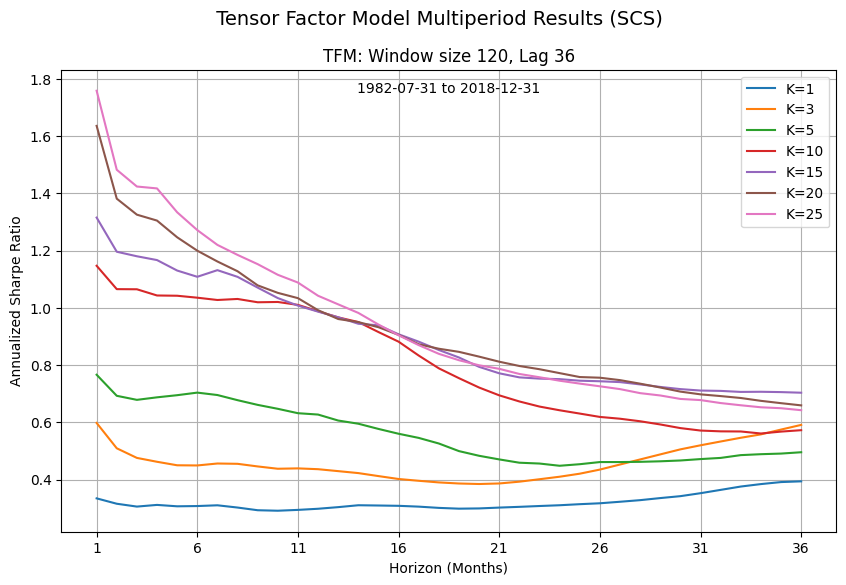 Tensor Factor Model Multiperiod Results (SCS)
TFM: Window size 120, Lag 36
1982-07-31 to 2018-12-31
K=1
K=3
K=5
K=10
K=15
K=20
K=25
Annualized Sharpe Ratio
1.8
1.6
1.4
1.2
1.0
0.8
0.6
0.4
1 6 11 16 21 26 31 36
Horizon (Months)